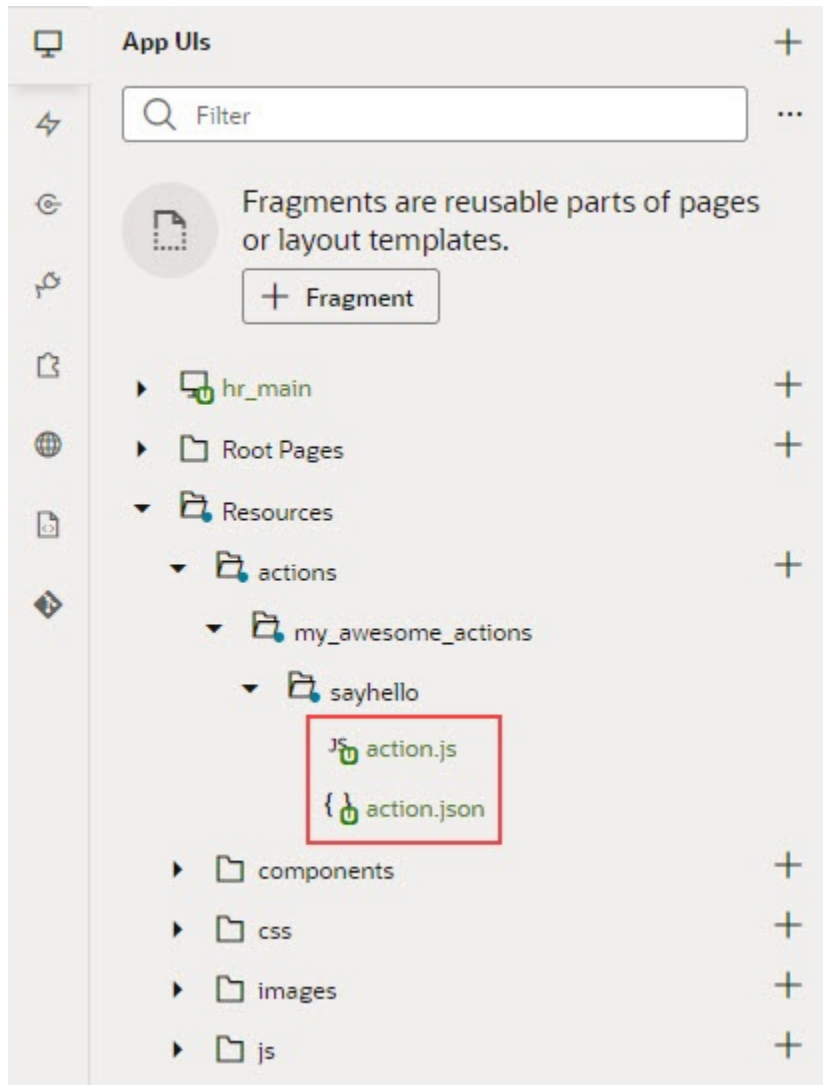 App UIs
Filter
Fragments are reusable parts of pages
or layout templates.
+ Fragment
hr_main
Root Pages
Resources
actions
my_awesome_actions
sayhello
JS action.js
{ } action.json
components
css
images
js